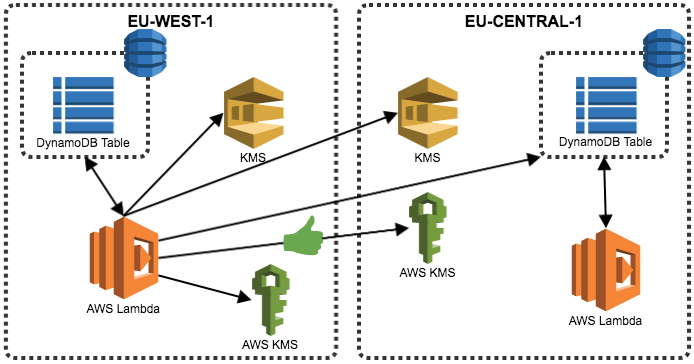 EU-WEST-1
EU-CENTRAL-1
DynamoDB Table
KMS
KMS
DynamoDB Table
AWS KMS
AWS Lambda
AWS KMS
AWS Lambda